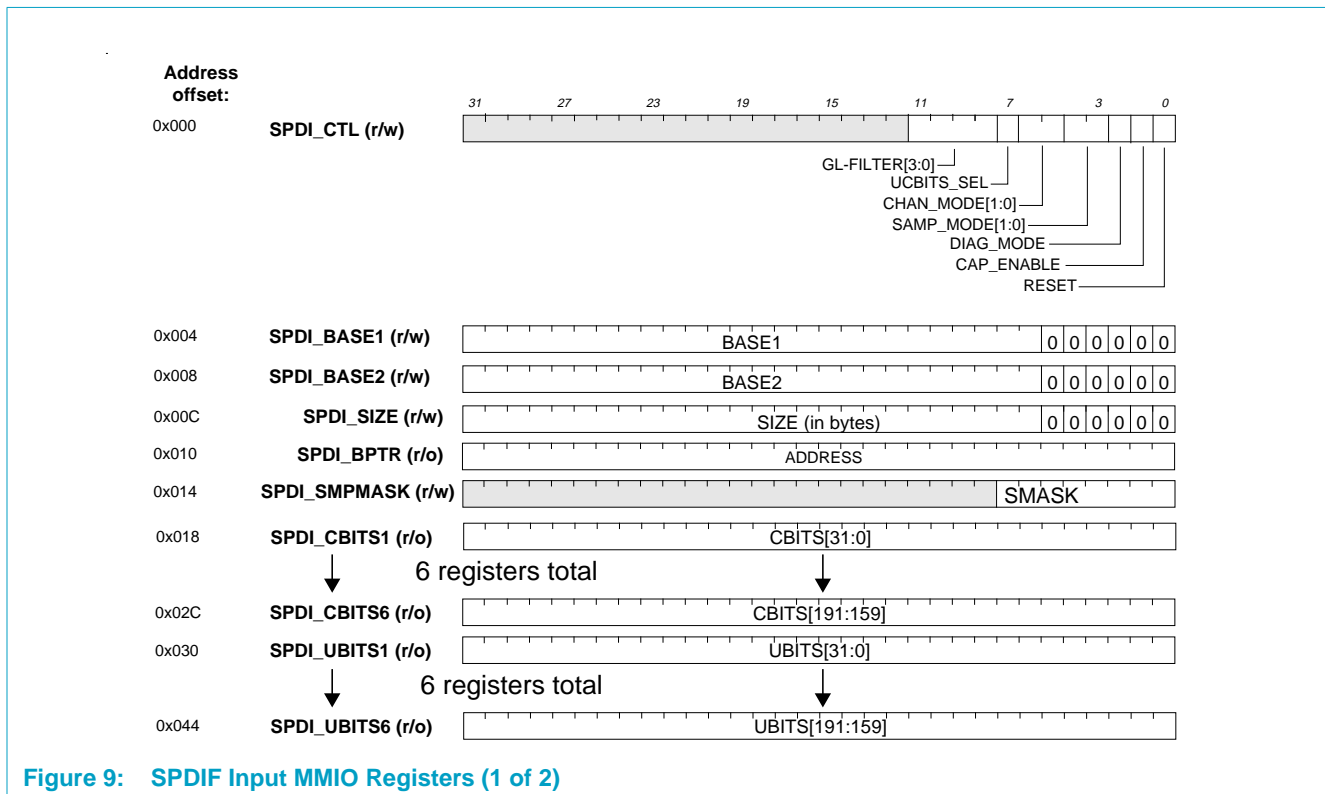 Address
offset:
31 27 23 19 15 11 7 3 0
0x000 SPDI_CTL (r/w)
GL-FILTER[3:0]
UCBITS_SEL
CHAN_MODE[1:0]
SAMP_MODE[1:0]
DIAG_MODE
CAP_ENABLE
RESET
0x004 SPDI_BASE1 (r/w) BASE1 0 0 0 0 0 0
0x008 SPDI_BASE2 (r/w) BASE2 0 0 0 0 0 0
0x00C SPDI_SIZE (r/w) SIZE (in bytes) 0 0 0 0 0 0
0x010 SPDI_BPTR (r/o) ADDRESS
0x014 SPDI_SMPMASK (r/w) SMASK
0x018 SPDI_CBITS1 (r/o) CBITS[31:0]
6 registers total
0x02C SPDI_CBITS6 (r/o) CBITS[191:159]
0x030 SPDI_UBITS1 (r/o) UBITS[31:0]
6 registers total
0x044 SPDI_UBITS6 (r/o) UBITS[191:159]
Figure 9: SPDIF Input MMIO Registers (1 of 2)